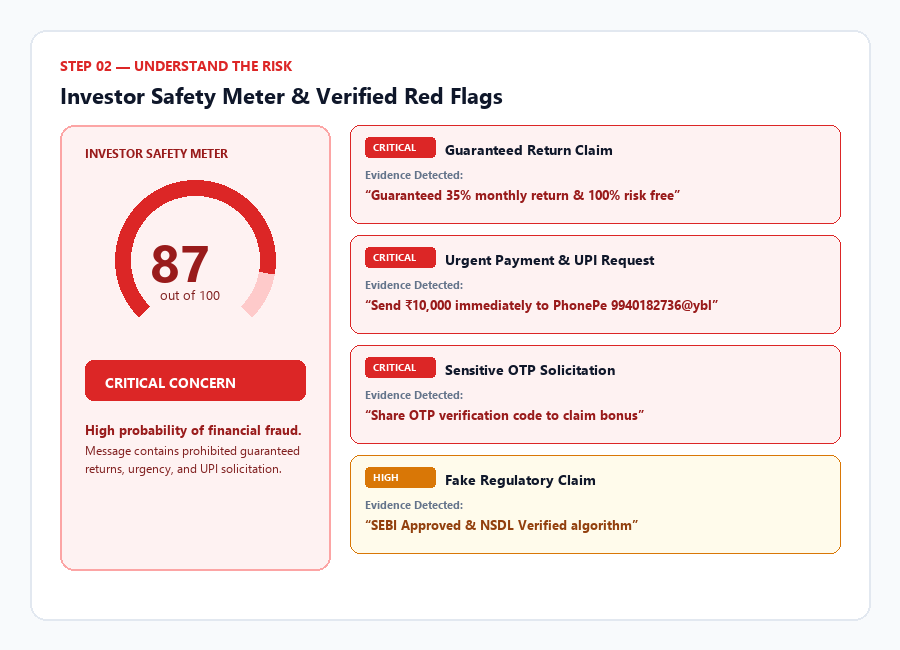 STEP 02 — UNDERSTAND THE RISK
Investor Safety Meter & Verified Red Flags
INVESTOR SAFETY METER
87
out of 100
CRITICAL CONCERN
High probability of financial fraud.
Message contains prohibited guaranteed
returns, urgency, and UPI solicitation.
CRITICAL Guaranteed Return Claim
Evidence Detected:
“Guaranteed 35% monthly return & 100% risk free”
CRITICAL Urgent Payment & UPI Request
Evidence Detected:
“Send ₹10,000 immediately to PhonePe 9940182736@ybl”
CRITICAL Sensitive OTP Solicitation
Evidence Detected:
“Share OTP verification code to claim bonus”
HIGH Fake Regulatory Claim
Evidence Detected:
“SEBI Approved & NSDL Verified algorithm”